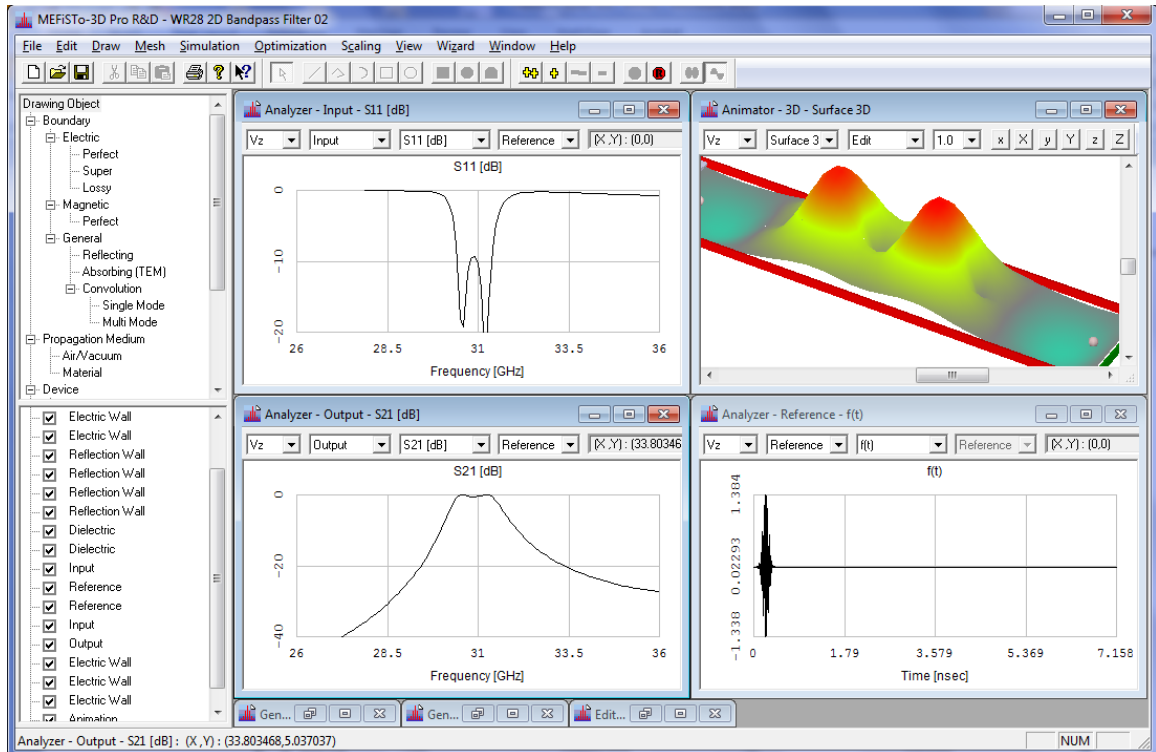 MEFiSTo-3D Pro R&D - WR28 2D Bandpass Filter 02
File Edit Draw Mesh Simulation Optimization Scaling View Wizard Window Help
Drawing Object
Boundary
Electric
Perfect
Super
Lossy
Magnetic
Perfect
General
Reflecting
Absorbing (TEM)
Convolution
Single Mode
Multi Mode
Propagation Medium
Air/Vacuum
Material
Device
Electric Wall
Electric Wall
Reflection Wall
Reflection Wall
Reflection Wall
Reflection Wall
Dielectric
Dielectric
Input
Reference
Reference
Input
Output
Electric Wall
Electric Wall
Electric Wall
Animation
Analyzer - Input - S11 [dB]
Vz Input S11 [dB] Reference (X ,Y) : (0,0)
S11 [dB]
0
-10
-20
26 28.5 31 33.5 36
Frequency [GHz]
Animator - 3D - Surface 3D
Vz Surface 3 Edit 1.0 x X y Y z Z
Analyzer - Output - S21 [dB]
Vz Output S21 [dB] Reference (X ,Y) : (33.80346
S21 [dB]
0
-20
-40
26 28.5 31 33.5 36
Frequency [GHz]
Analyzer - Reference - f(t)
Vz Reference f(t) Reference (X ,Y) : (0,0)
f(t)
1.384
0.02293
-1.338
0 1.79 3.579 5.369 7.158
Time [nsec]
Gen... Gen... Edit...
Analyzer - Output - S21 [dB] : (X ,Y) : (33.803468,5.037037) NUM